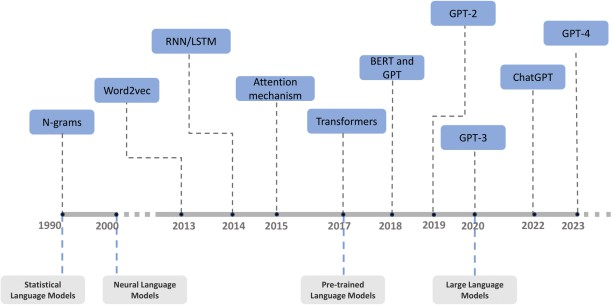 GPT-2
GPT-4
RNN/LSTM
BERT and
GPT
Attention
mechanism
ChatGPT
Word2vec
N-grams
Transformers
GPT-3
1990
2000
2013
2014
2015
2017
2018
2019
2020
2022
2023
Statistical
Language Models
Neural Language
Models
Pre-trained
Language Models
Large Language
Models